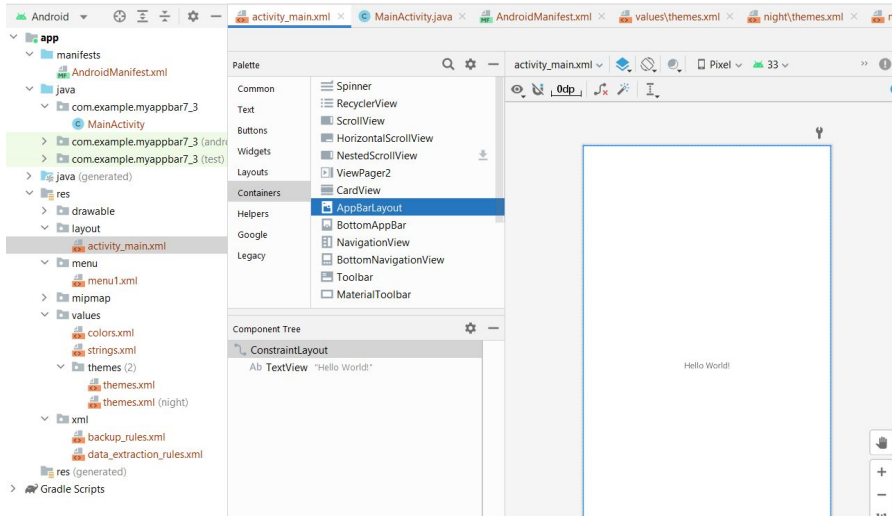 Android
activity_main.xml
MainActivity.java
AndroidManifest.xml
values\themes.xml
night\themes.xml
app
manifests
AndroidManifest.xml
java
com.example.myappbar7_3
MainActivity
com.example.myappbar7_3 (andr
com.example.myappbar7_3 (test)
java (generated)
res
drawable
layout
activity_main.xml
menu
menu1.xml
mipmap
values
colors.xml
strings.xml
themes (2)
themes.xml
themes.xml (night)
xml
backup_rules.xml
data_extraction_rules.xml
res (generated)
Gradle Scripts
Palette
Common
Text
Buttons
Widgets
Layouts
Containers
Helpers
Google
Legacy
Spinner
RecyclerView
ScrollView
HorizontalScrollView
NestedScrollView
ViewPager2
CardView
AppBarLayout
BottomAppBar
NavigationView
BottomNavigationView
Toolbar
MaterialToolbar
Component Tree
ConstraintLayout
Ab TextView "Hello World!"
activity_main.xml
Pixel
33
0dp
Hello World!